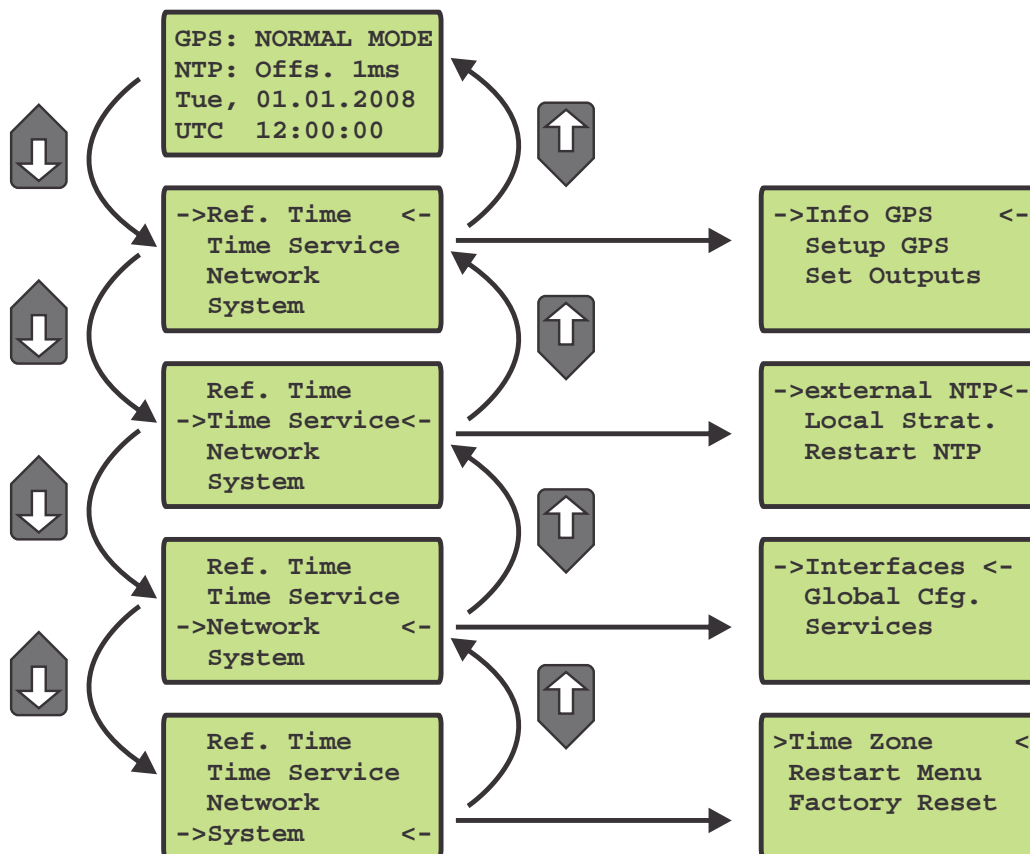 GPS: NORMAL MODE
NTP: Offs. 1ms
Tue, 01.01.2008
UTC  12:00:00
->Ref. Time   <-
Time Service
Network
System
->Info GPS    <-
Setup GPS
Set Outputs
Ref. Time
->Time Service<-
Network
System
->external NTP<-
Local Strat.
Restart NTP
Ref. Time
Time Service
->Network     <-
System
->Interfaces <-
Global Cfg.
Services
Ref. Time
Time Service
Network
->System      <-
>Time Zone     <
Restart Menu
Factory Reset